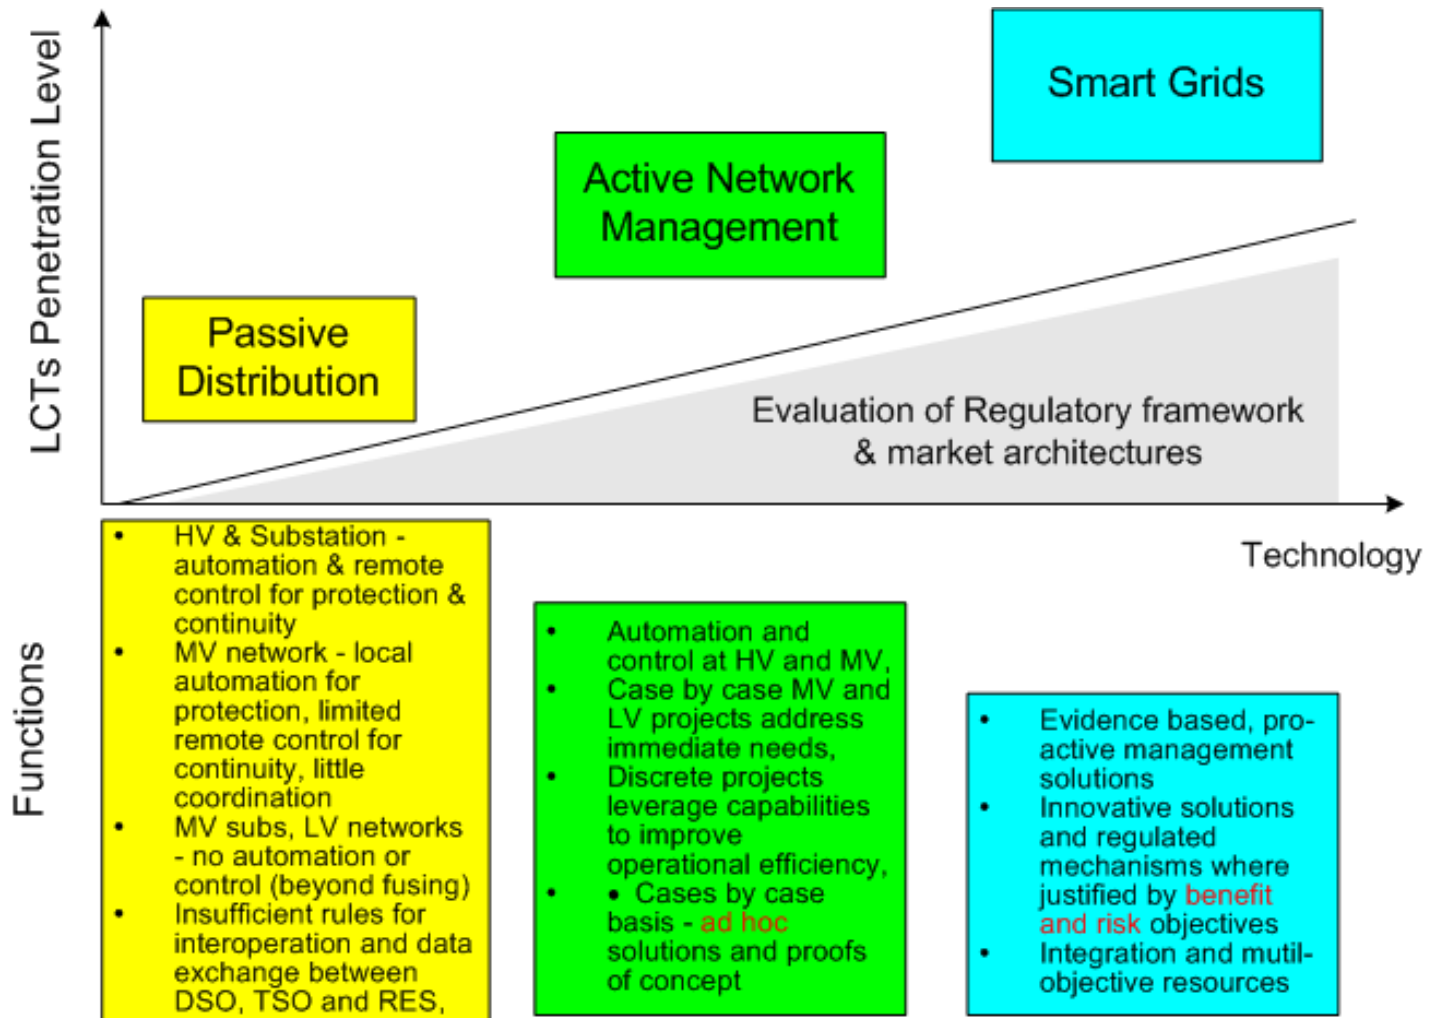 LCTs Penetration Level
Smart Grids
Active Network
Management
Passive
Distribution
Evaluation of Regulatory framework
& market architectures
Technology
Functions
• HV & Substation -
automation & remote
control for protection &
continuity
• MV network - local
automation for
protection, limited
remote control for
continuity, little
coordination
• MV subs, LV networks
- no automation or
control (beyond fusing)
• Insufficient rules for
interoperation and data
exchange between
DSO, TSO and RES,
• Automation and
control at HV and MV,
• Case by case MV and
LV projects address
immediate needs,
• Discrete projects
leverage capabilities
to improve
operational efficiency,
• • Cases by case
basis - ad hoc
solutions and proofs
of concept
• Evidence based, pro-
active management
solutions
• Innovative solutions
and regulated
mechanisms where
justified by benefit
and risk objectives
• Integration and mutil-
objective resources